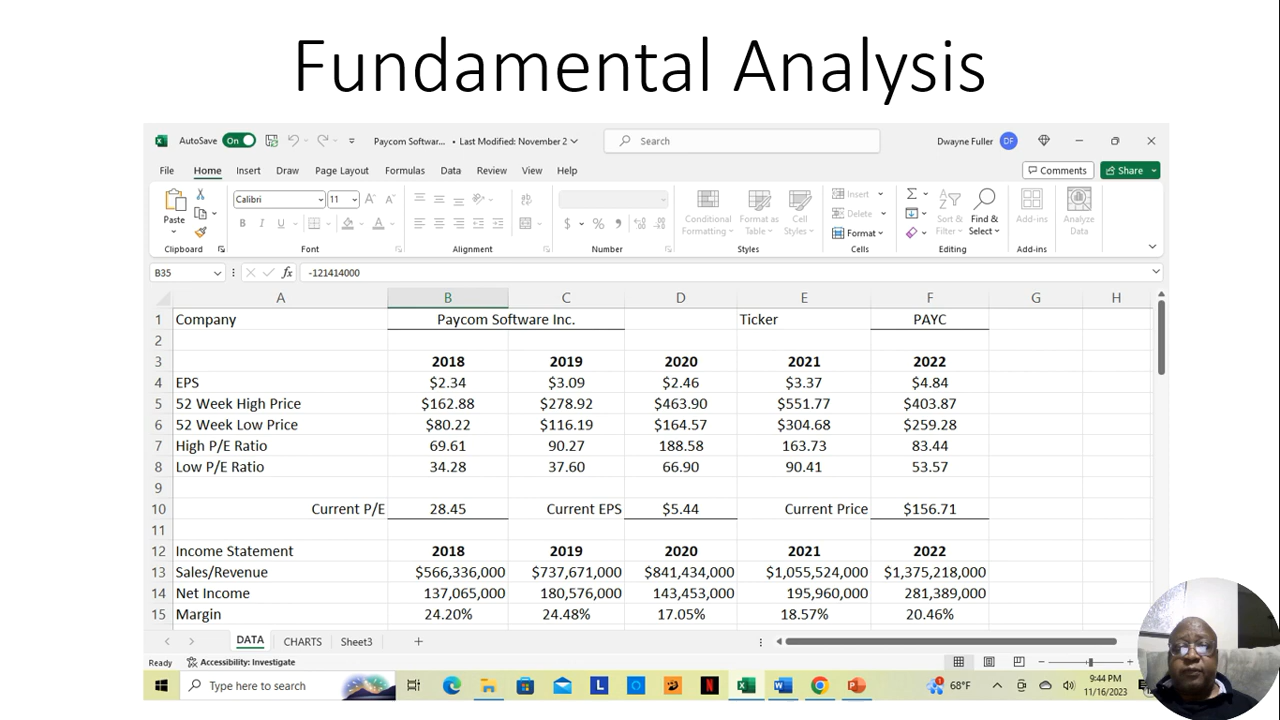 Fundamental Analysis
AutoSave On Paycom Softwar... • Last Modified: November 2 Search Dwayne Fuller DF
File Home Insert Draw Page Layout Formulas Data Review View Help Comments Share
Paste Calibri 11 A A ab Conditional Formatting Format as Table Cell Styles Insert Delete Format Sort & Filter Find & Select Add-ins Analyze Data
B I U A $ % ,
Clipboard Font Alignment Number Styles Cells Editing Add-ins
B35 fx -121414000
A B C D E F G H
1 Company Paycom Software Inc. Ticker PAYC
2
3 2018 2019 2020 2021 2022
4 EPS $2.34 $3.09 $2.46 $3.37 $4.84
5 52 Week High Price $162.88 $278.92 $463.90 $551.77 $403.87
6 52 Week Low Price $80.22 $116.19 $164.57 $304.68 $259.28
7 High P/E Ratio 69.61 90.27 188.58 163.73 83.44
8 Low P/E Ratio 34.28 37.60 66.90 90.41 53.57
9
10 Current P/E 28.45 Current EPS $5.44 Current Price $156.71
11
12 Income Statement 2018 2019 2020 2021 2022
13 Sales/Revenue $566,336,000 $737,671,000 $841,434,000 $1,055,524,000 $1,375,218,000
14 Net Income 137,065,000 180,576,000 143,453,000 195,960,000 281,389,000
15 Margin 24.20% 24.48% 17.05% 18.57% 20.46%
DATA CHARTS Sheet3 +
Ready Accessibility: Investigate
Type here to search 68°F 9:44 PM
11/16/2023